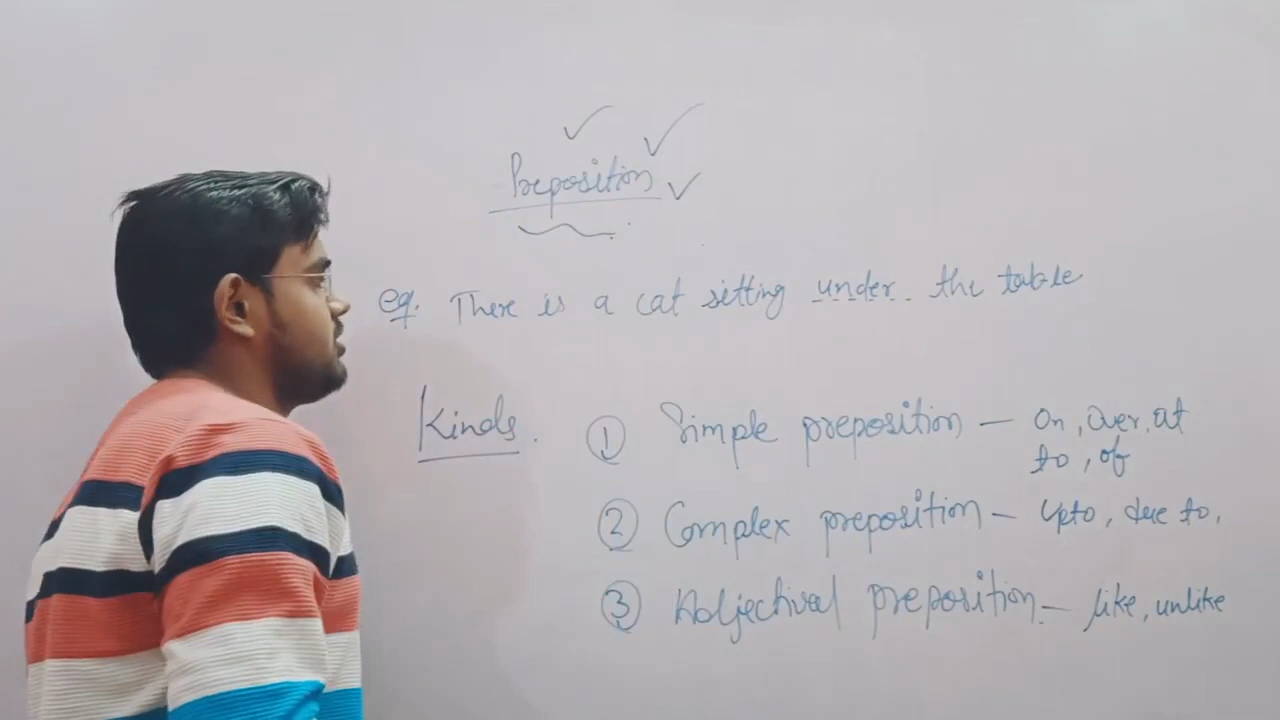 Preposition
eg. There is a cat sitting under the table
Kinds.
① Simple preposition — On, Over, at
to, of
② Complex preposition — Upto, due to,
③ Adjectival preposition — like, unlike